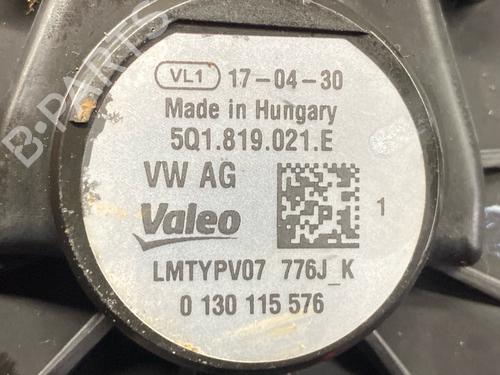 VL1 17-04-30
Made in Hungary
5Q1.819.021.E
VW AG
1
Valeo
LMTYPV07 776J_K
0 130 115 576
B-PARTS